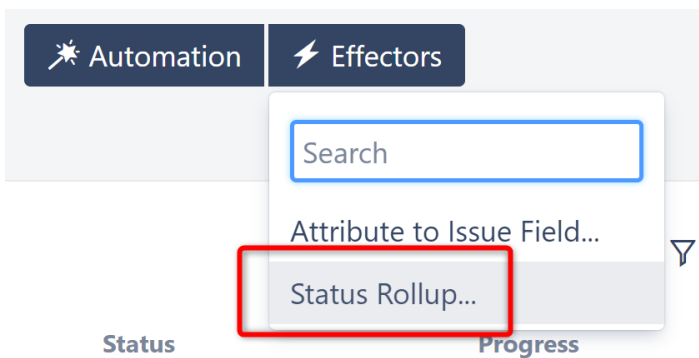 Automation Effectors
Search
Attribute to Issue Field...
Status Rollup...
Status Progress